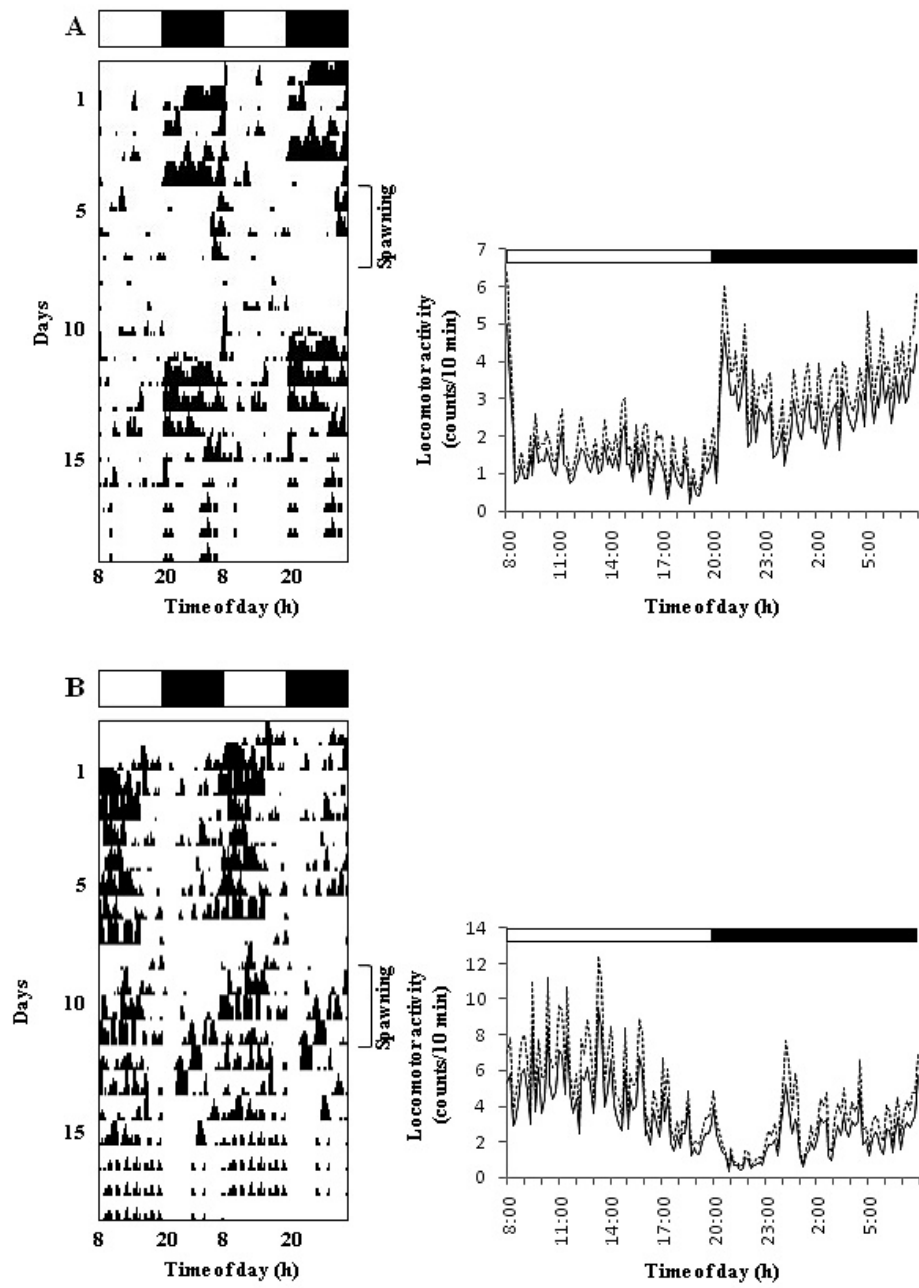 A
1
5
10
15
Days
Spawning
8 20 8 20
Time of day (h)
7
6
5
4
3
2
1
0
Locomotor activity
(counts/10 min)
8:00
11:00
14:00
17:00
20:00
23:00
2:00
5:00
Time of day (h)
B
1
5
10
15
Days
Spawning
8 20 8 20
Time of day (h)
14
12
10
8
6
4
2
0
Locomotor activity
(counts/10 min)
8:00
11:00
14:00
17:00
20:00
23:00
2:00
5:00
Time of day (h)